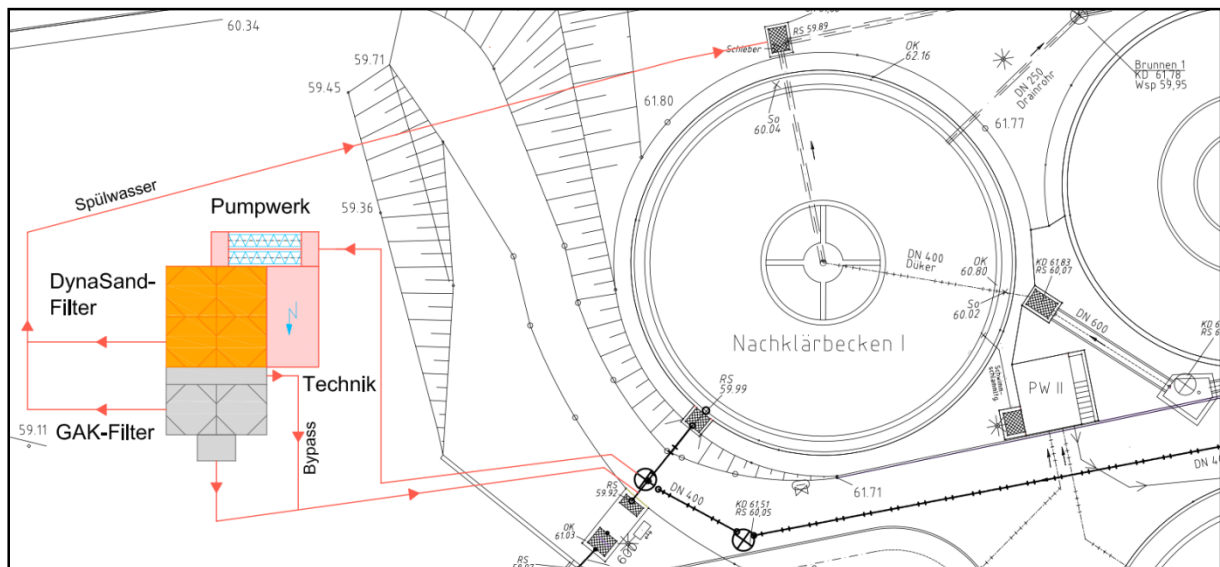 60.34
59.71
59.45
61.80
Schieber
RS 59.89
OK
62.16
So
60.04
DN 250
Drainrohr
Brunnen 1
KD 61,78
Wsp 59,95
61.77
Spülwasser
59.36
Pumpwerk
DynaSand-
Filter
Technik
GAK-Filter
Bypass
59.11
DN 400
Düker
OK
60.80
So
60.02
KD 61,83
RS 60,07
DN 600
Nachklärbecken I
PW II
RS
59.99
RS
59.92
DN 400
KD 61.51
RS 60,05
61.71
OK
61.03
600
RS